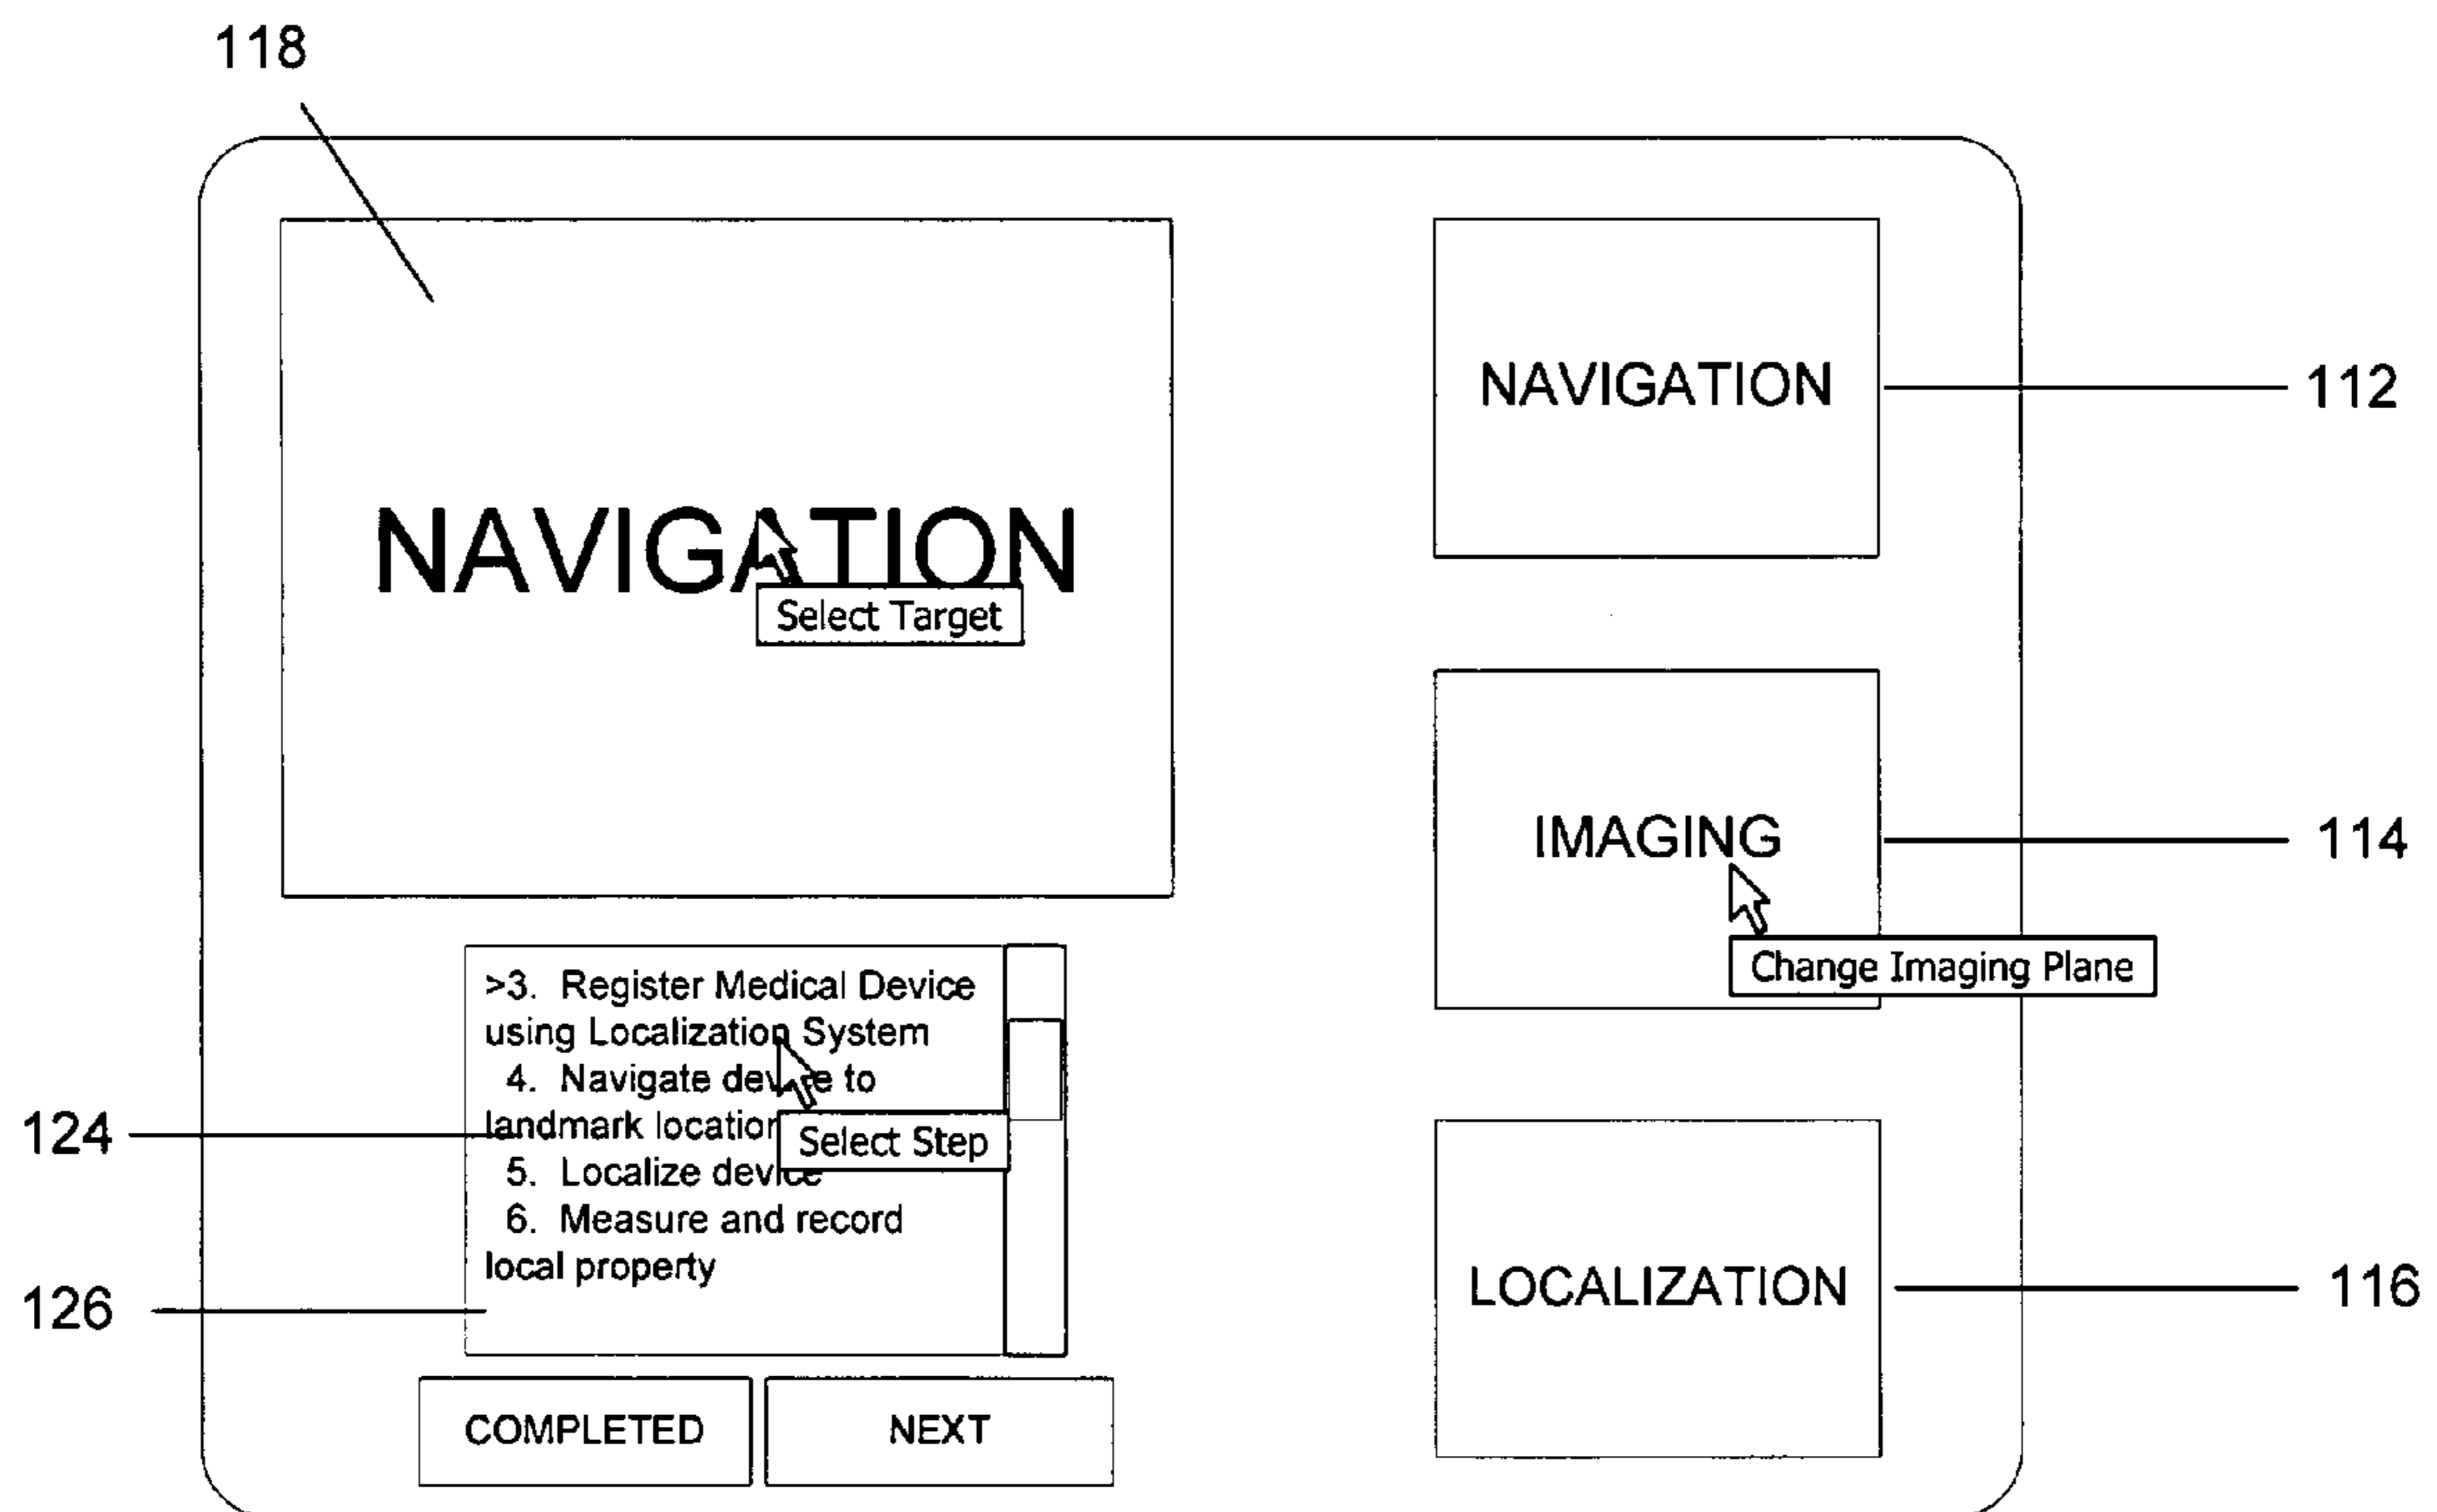 118
NAVIGATION
Select Target
NAVIGATION
112
IMAGING
114
Change Imaging Plane
>3. Register Medical Device
using Localization System
4. Navigate device to
landmark location
Select Step
124
5. Localize device
6. Measure and record
local property
126
LOCALIZATION
116
COMPLETED
NEXT